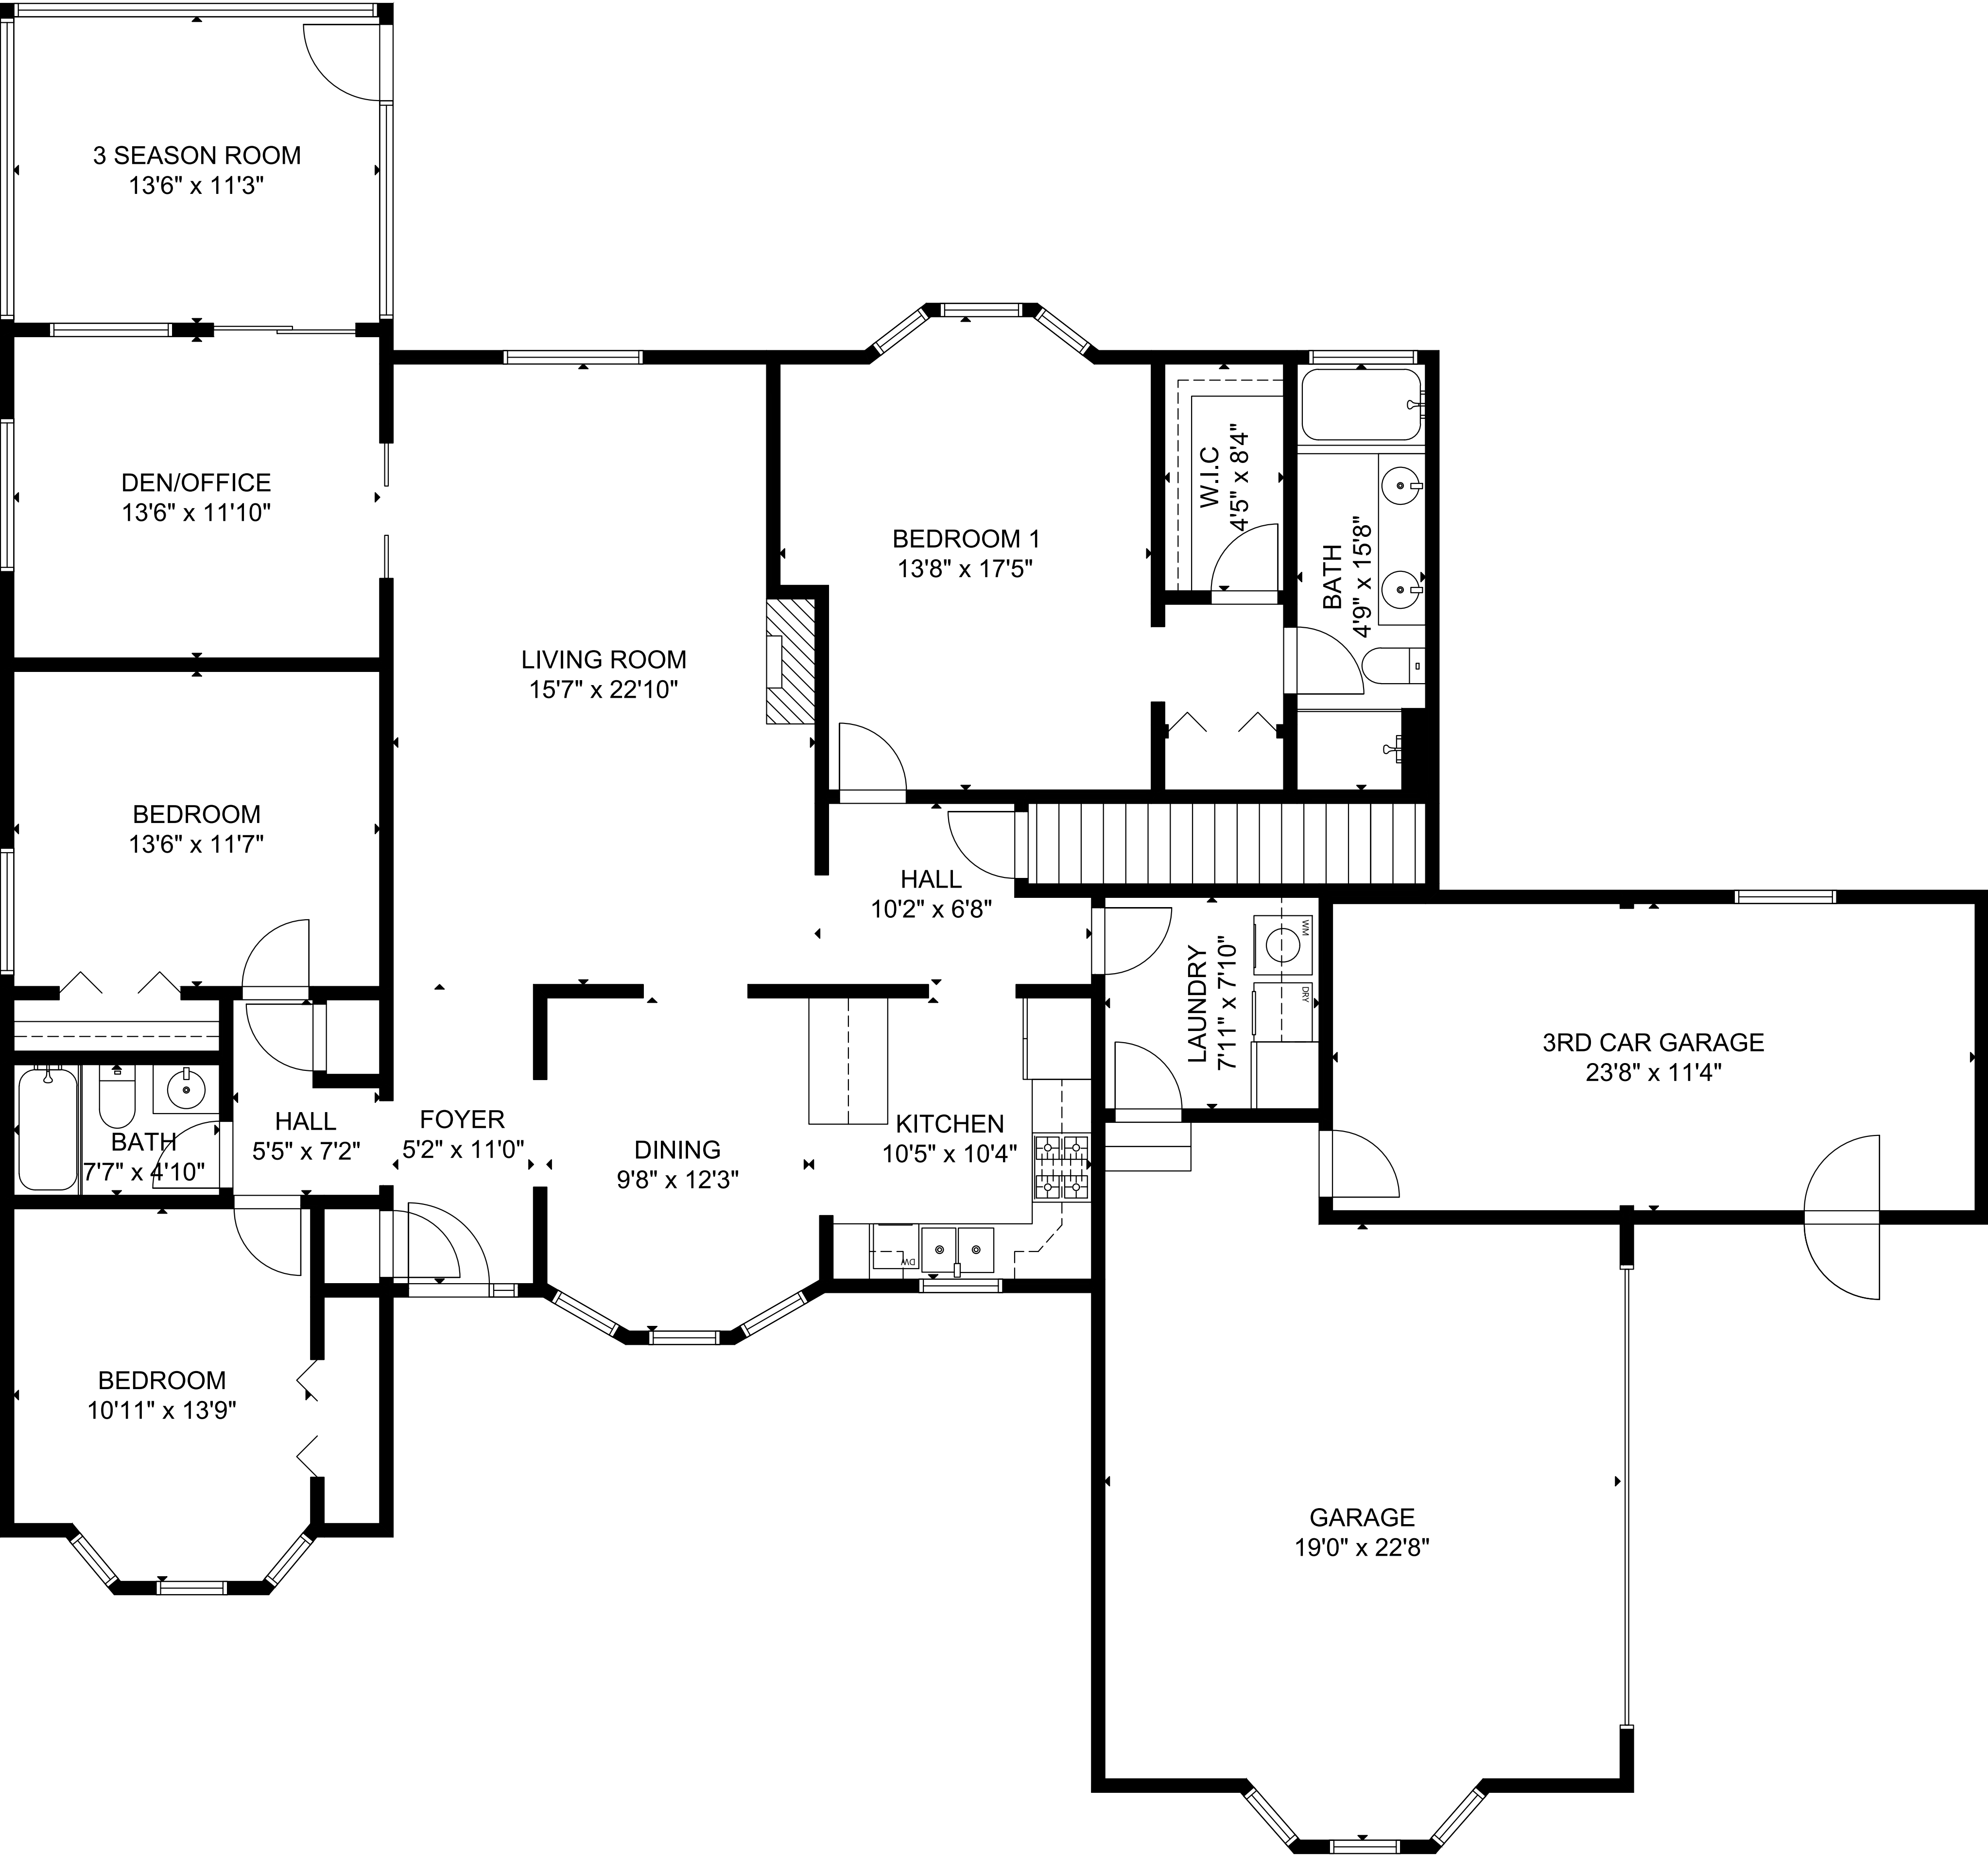 3 SEASON ROOM
13'6" x 11'3"
DEN/OFFICE
13'6" x 11'10"
W.I.C
4'5" x 8'4"
BEDROOM 1
13'8" x 17'5"
BATH
4'9" x 15'8"
LIVING ROOM
15'7" x 22'10"
BEDROOM
13'6" x 11'7"
HALL
10'2" x 6'8"
WM
DRY
LAUNDRY
7'11" x 7'10"
3RD CAR GARAGE
23'8" x 11'4"
BATH
7'7" x 4'10"
HALL
5'5" x 7'2"
FOYER
5'2" x 11'0"
DINING
9'8" x 12'3"
KITCHEN
10'5" x 10'4"
DW
BEDROOM
10'11" x 13'9"
GARAGE
19'0" x 22'8"